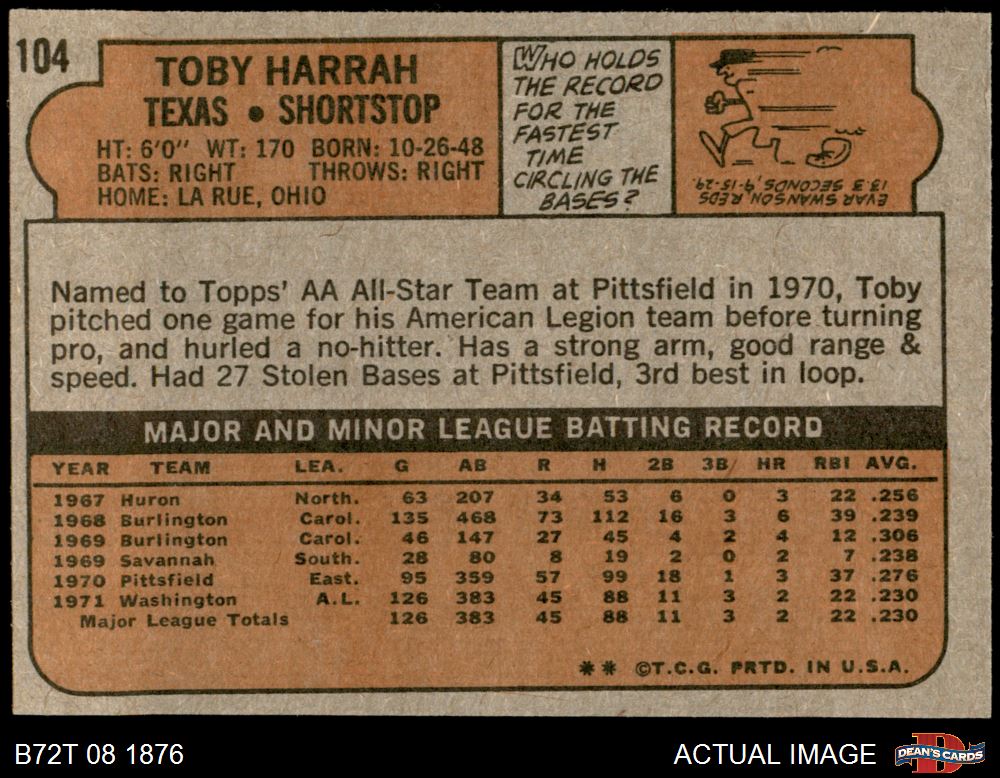 104
TOBY HARRAH
TEXAS • SHORTSTOP
HT: 6'0" WT: 170 BORN: 10-26-48
BATS: RIGHT THROWS: RIGHT
HOME: LA RUE, OHIO
WHO HOLDS
THE RECORD
FOR THE
FASTEST
TIME
CIRCLING THE
BASES?
EVAR SWANSON, REDS
13.3 SECONDS, 9-15-29.
Named to Topps' AA All-Star Team at Pittsfield in 1970, Toby
pitched one game for his American Legion team before turning
pro, and hurled a no-hitter. Has a strong arm, good range &
speed. Had 27 Stolen Bases at Pittsfield, 3rd best in loop.
MAJOR AND MINOR LEAGUE BATTING RECORD
YEAR TEAM LEA. G AB R H 2B 3B HR RBI AVG.
1967 Huron North. 63 207 34 53 6 0 3 22 .256
1968 Burlington Carol. 135 468 73 112 16 3 6 39 .239
1969 Burlington Carol. 46 147 27 45 4 2 4 12 .306
1969 Savannah South. 28 80 8 19 2 0 2 7 .238
1970 Pittsfield East. 95 359 57 99 18 1 3 37 .276
1971 Washington A.L. 126 383 45 88 11 3 2 22 .230
Major League Totals 126 383 45 88 11 3 2 22 .230
** ©T.C.G. PRTD. IN U.S.A.
B72T 08 1876
ACTUAL IMAGE
DEAN'S CARDS